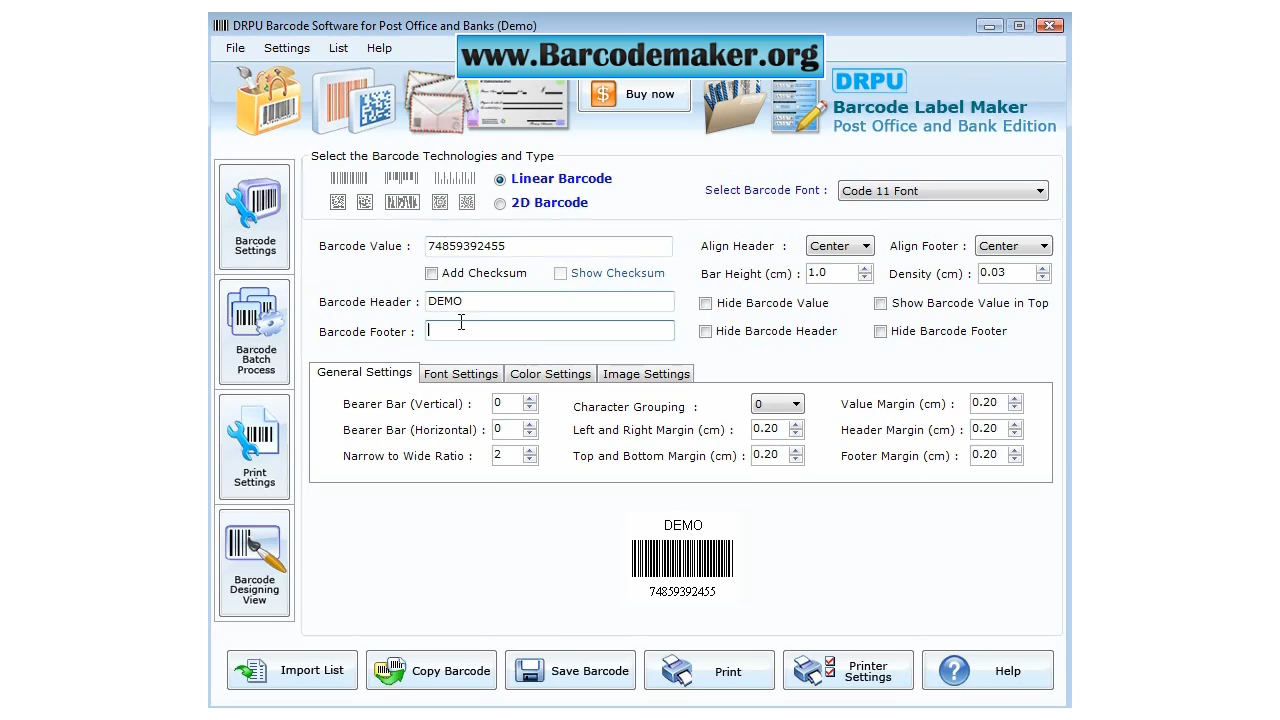 DRPU Barcode Software for Post Office and Banks (Demo)
File Settings List Help
www.Barcodemaker.org
Buy now
DRPU
Barcode Label Maker
Post Office and Bank Edition
Select the Barcode Technologies and Type
Linear Barcode
2D Barcode
Select Barcode Font :
Code 11 Font
Barcode Settings
Barcode Batch Process
Print Settings
Barcode Designing View
Barcode Value : 74859392455
Align Header : Center Align Footer : Center
Add Checksum Show Checksum
Bar Height (cm) : 1.0 Density (cm) : 0.03
Barcode Header : DEMO
Hide Barcode Value Show Barcode Value in Top
Barcode Footer :
Hide Barcode Header Hide Barcode Footer
General Settings Font Settings Color Settings Image Settings
Bearer Bar (Vertical) : 0 Character Grouping : 0 Value Margin (cm) : 0.20
Bearer Bar (Horizontal) : 0 Left and Right Margin (cm) : 0.20 Header Margin (cm) : 0.20
Narrow to Wide Ratio : 2 Top and Bottom Margin (cm) : 0.20 Footer Margin (cm) : 0.20
DEMO
74859392455
Import List Copy Barcode Save Barcode Print Printer Settings Help